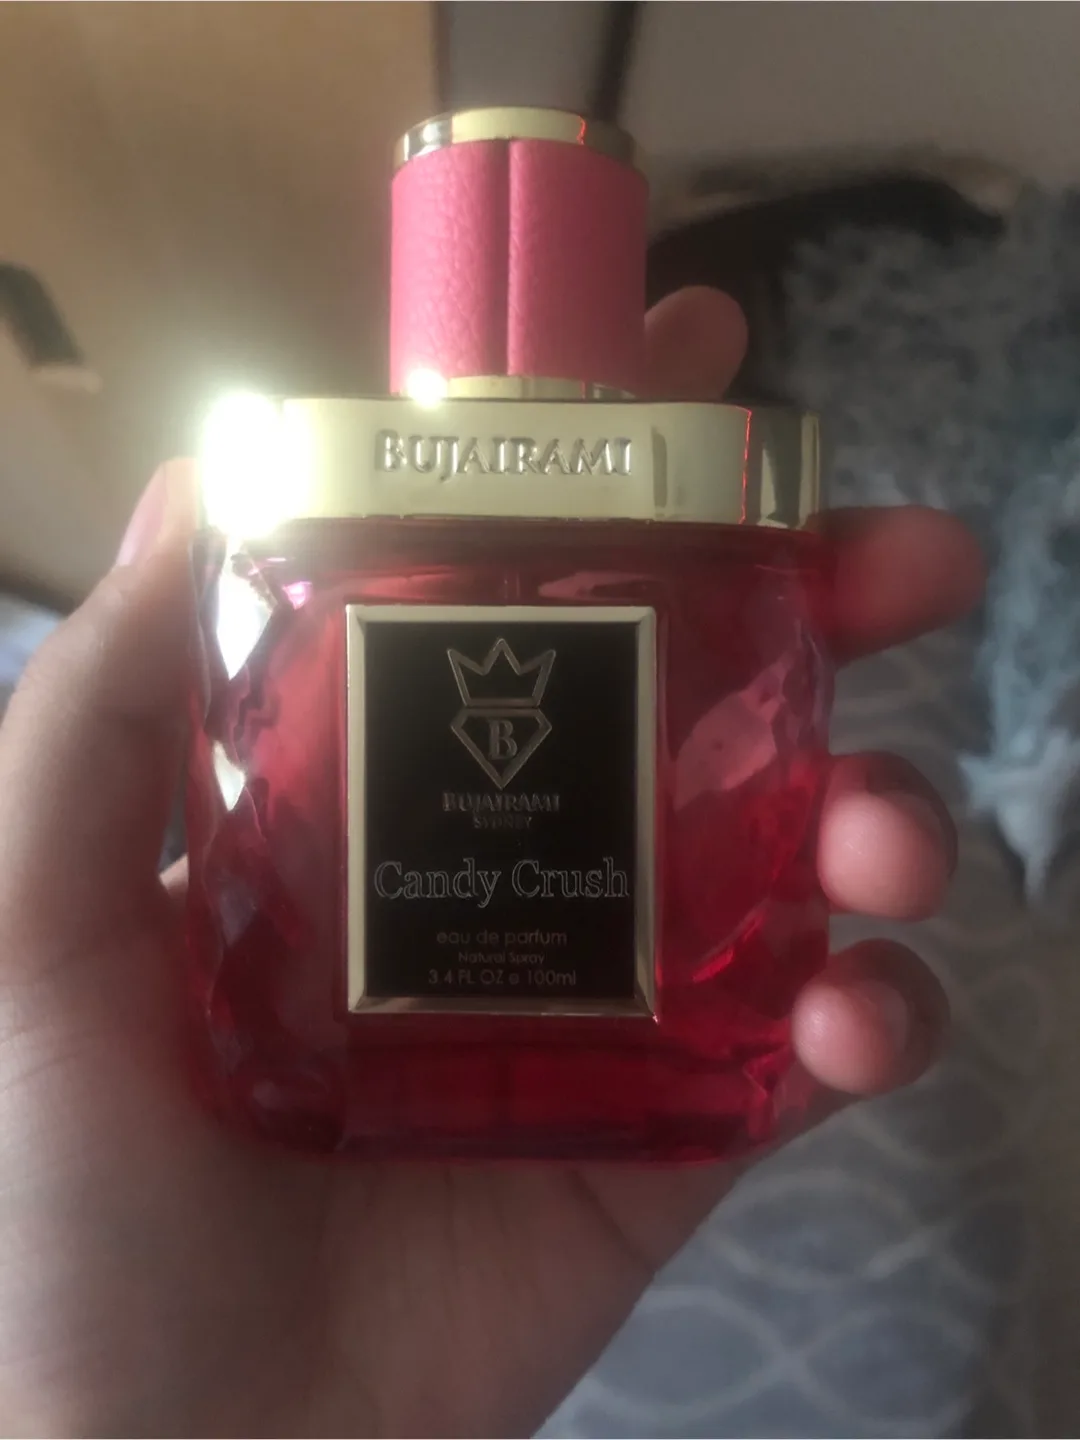 BUJAIRAMI
B
BUJAIRAMI
SYDNEY
Candy Crush
eau de parfum
Natural Spray
3.4 FL OZ e 100ml